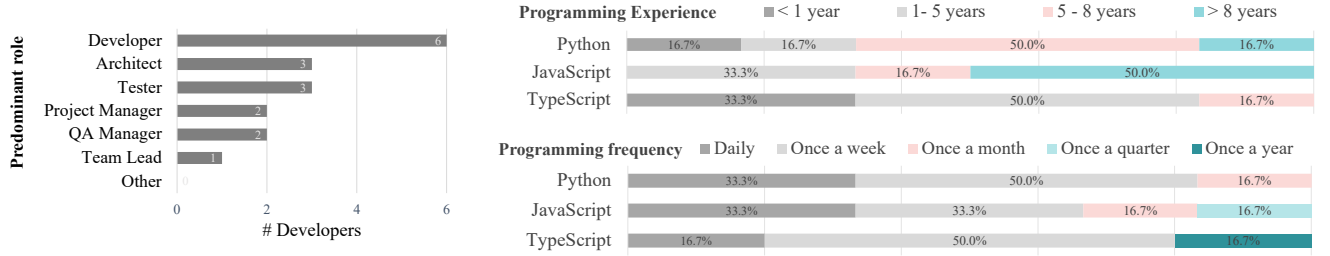 Predominant role
Developer 6
Architect 3
Tester 3
Project Manager 2
QA Manager 2
Team Lead 1
Other 0
0 2 4 6
# Developers
Programming Experience < 1 year 1- 5 years 5 - 8 years > 8 years
Python 16.7% 16.7% 50.0% 16.7%
JavaScript 33.3% 16.7% 50.0%
TypeScript 33.3% 50.0% 16.7%
Programming frequency Daily Once a week Once a month Once a quarter Once a year
Python 33.3% 50.0% 16.7%
JavaScript 33.3% 33.3% 16.7% 16.7%
TypeScript 16.7% 50.0% 16.7%